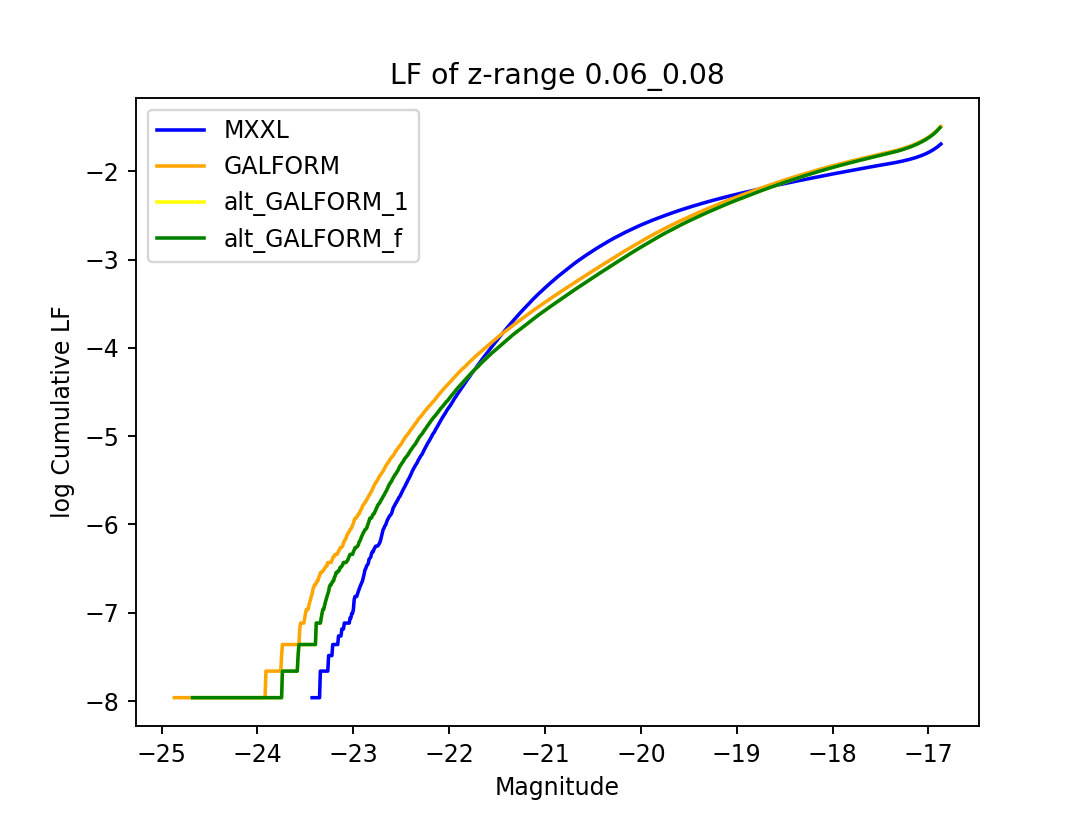 LF of z-range 0.06_0.08
MXXL
GALFORM
alt_GALFORM_1
alt_GALFORM_f
log Cumulative LF
−2
−3
−4
−5
−6
−7
−8
−25 −24 −23 −22 −21 −20 −19 −18 −17
Magnitude